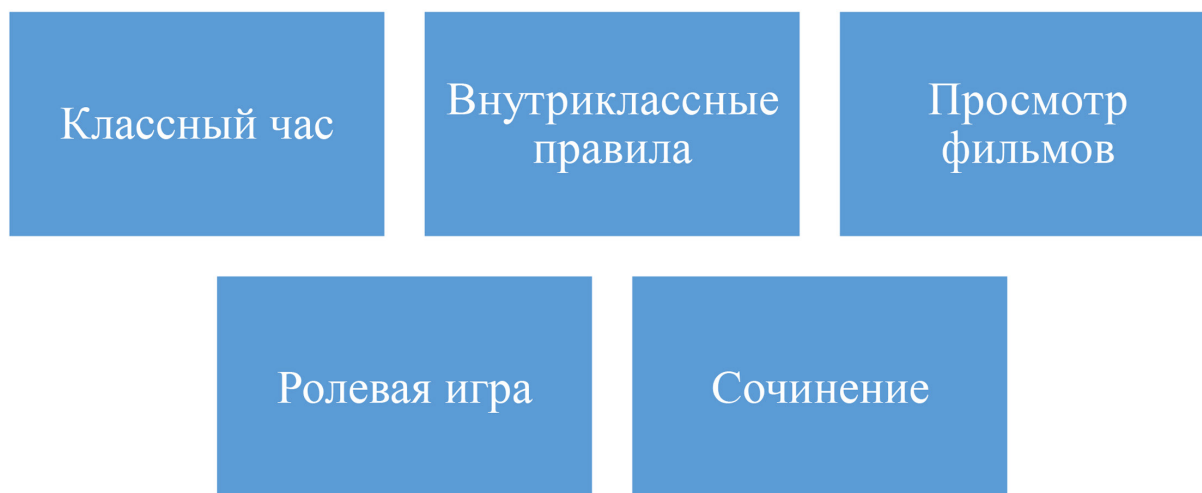 Классный час
Внутриклассные
правила
Просмотр
фильмов
Ролевая игра
Сочинение